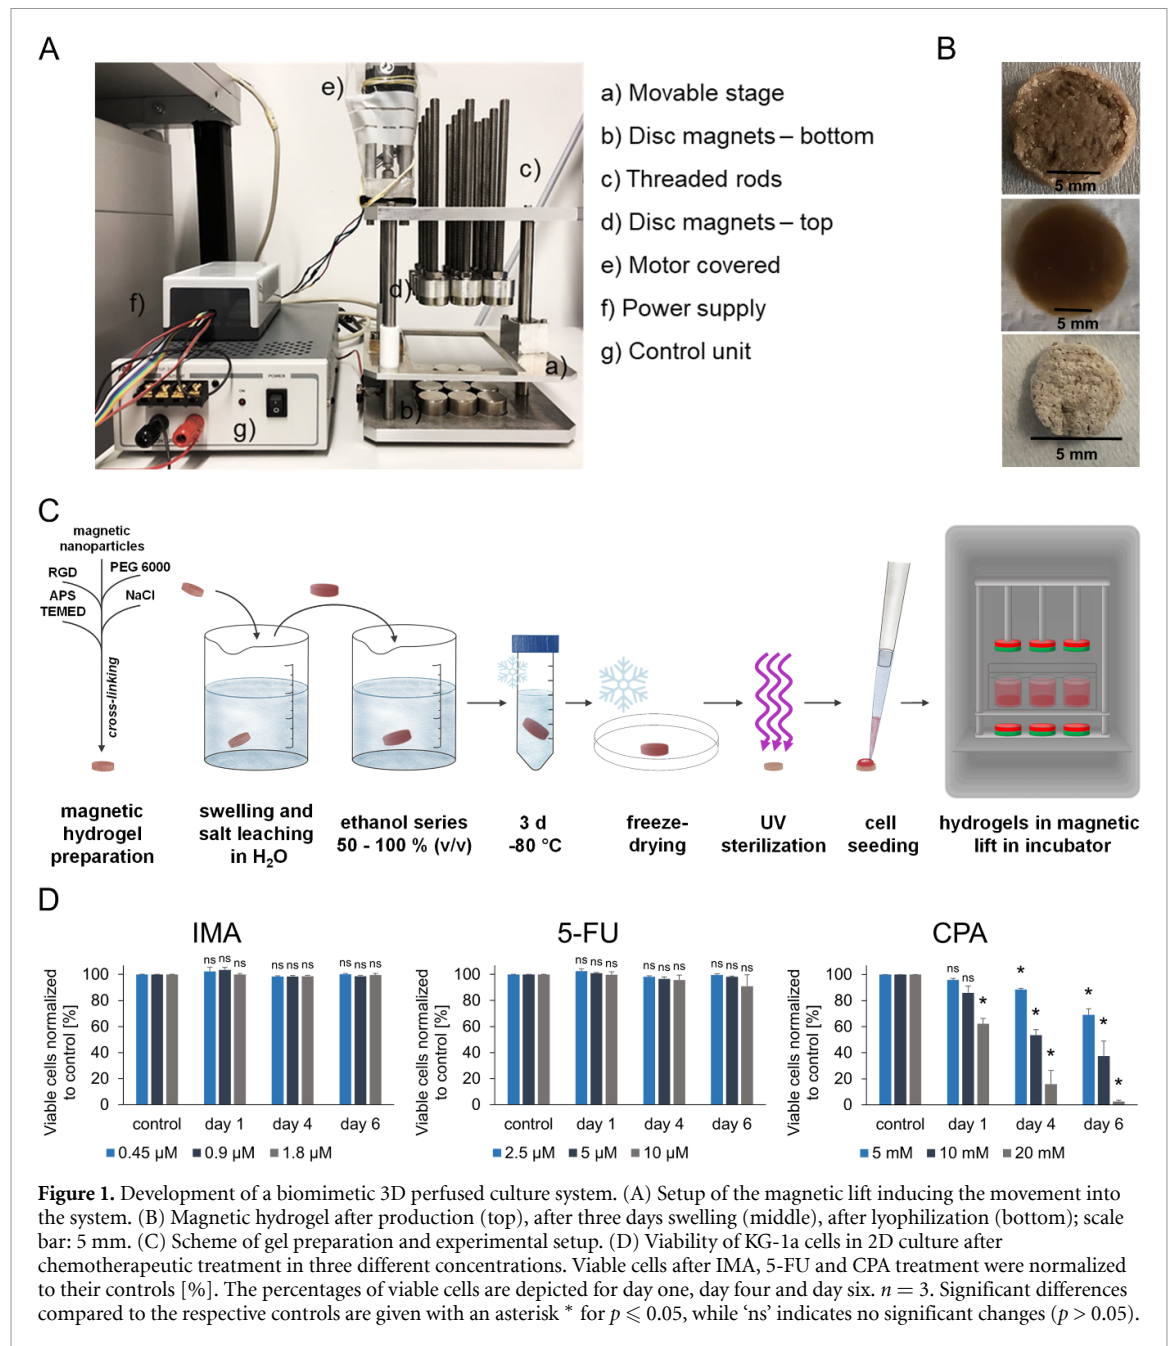 A
B
e)
c)
d)
f)
a)
b)
g)
POWER
ON
a) Movable stage
b) Disc magnets – bottom
c) Threaded rods
d) Disc magnets – top
e) Motor covered
f) Power supply
g) Control unit
5 mm
5 mm
5 mm
C
magnetic
nanoparticles
RGD
PEG 6000
APS
TEMED
NaCl
cross-linking
magnetic
hydrogel
preparation
swelling and
salt leaching
in H₂O
ethanol series
50 - 100 % (v/v)
3 d
-80 °C
freeze-
drying
UV
sterilization
cell
seeding
hydrogels in magnetic
lift in incubator
D
IMA
Viable cells normalized
to control [%]
100
80
60
40
20
0
ns ns ns
ns ns ns
ns ns ns
control day 1 day 4 day 6
0.45 µM 0.9 µM 1.8 µM
5-FU
Viable cells normalized
to control [%]
100
80
60
40
20
0
ns ns ns
ns ns ns
ns ns ns
control day 1 day 4 day 6
2.5 µM 5 µM 10 µM
CPA
Viable cells normalized
to control [%]
100
80
60
40
20
0
ns ns *
* * *
* * *
control day 1 day 4 day 6
5 mM 10 mM 20 mM
Figure 1. Development of a biomimetic 3D perfused culture system. (A) Setup of the magnetic lift inducing the movement into
the system. (B) Magnetic hydrogel after production (top), after three days swelling (middle), after lyophilization (bottom); scale
bar: 5 mm. (C) Scheme of gel preparation and experimental setup. (D) Viability of KG-1a cells in 2D culture after
chemotherapeutic treatment in three different concentrations. Viable cells after IMA, 5-FU and CPA treatment were normalized
to their controls [%]. The percentages of viable cells are depicted for day one, day four and day six. n = 3. Significant differences
compared to the respective controls are given with an asterisk * for p ⩽ 0.05, while ‘ns’ indicates no significant changes (p > 0.05).